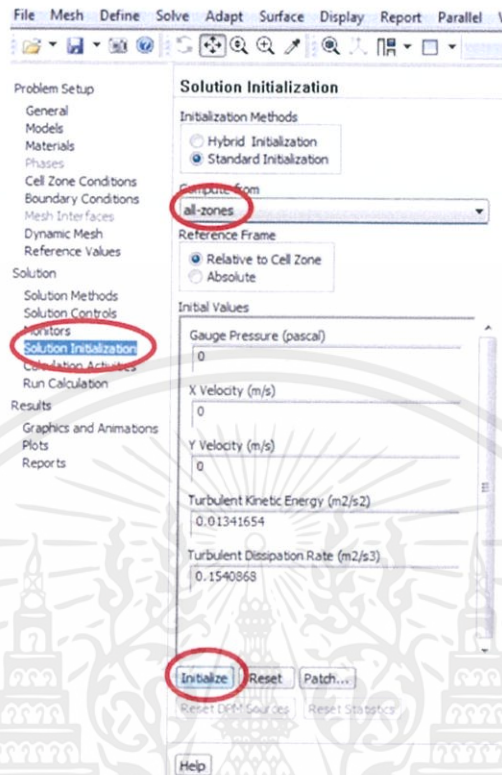 File Mesh Define Solve Adapt Surface Display Report Parallel
Problem Setup
General
Models
Materials
Phases
Cell Zone Conditions
Boundary Conditions
Mesh Interfaces
Dynamic Mesh
Reference Values
Solution
Solution Methods
Solution Controls
Monitors
Solution Initialization
Calculation Activities
Run Calculation
Results
Graphics and Animations
Plots
Reports
Solution Initialization
Initialization Methods
Hybrid Initialization
Standard Initialization
Compute from
all-zones
Reference Frame
Relative to Cell Zone
Absolute
Initial Values
Gauge Pressure (pascal)
0
X Velocity (m/s)
0
Y Velocity (m/s)
0
Turbulent Kinetic Energy (m2/s2)
0.01341654
Turbulent Dissipation Rate (m2/s3)
0.1540868
Initialize Reset Patch...
Reset DPM Sources Reset Statistics
Help